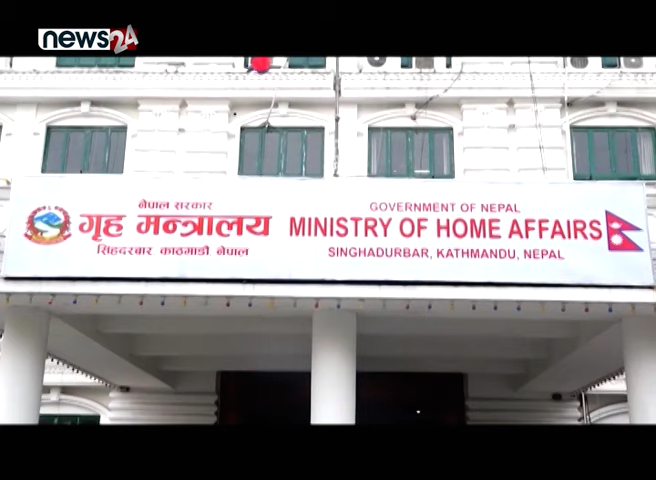 news24
नेपाल सरकार
गृह मन्त्रालय
सिंहदरबार काठमाडौं, नेपाल
GOVERNMENT OF NEPAL
MINISTRY OF HOME AFFAIRS
SINGHADURBAR, KATHMANDU, NEPAL